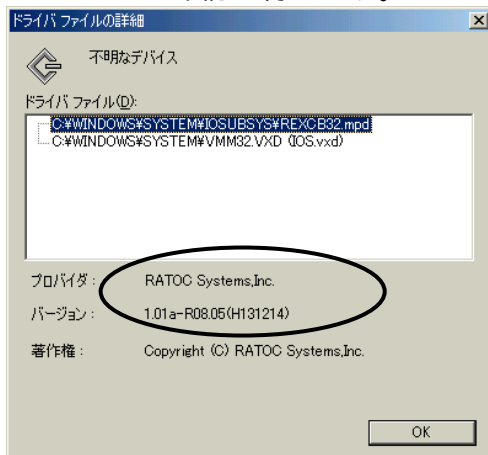 ドライバ ファイルの詳細
不明なデバイス
ドライバ ファイル(D):
C:¥WINDOWS¥SYSTEM¥IOSUBSYS¥REXCB32.mpd
C:¥WINDOWS¥SYSTEM¥VMM32.VXD (IOS.vxd)
プロバイダ : RATOC Systems,Inc.
バージョン : 1.01a-R08.05(H131214)
著作権 : Copyright (C) RATOC Systems,Inc.
OK